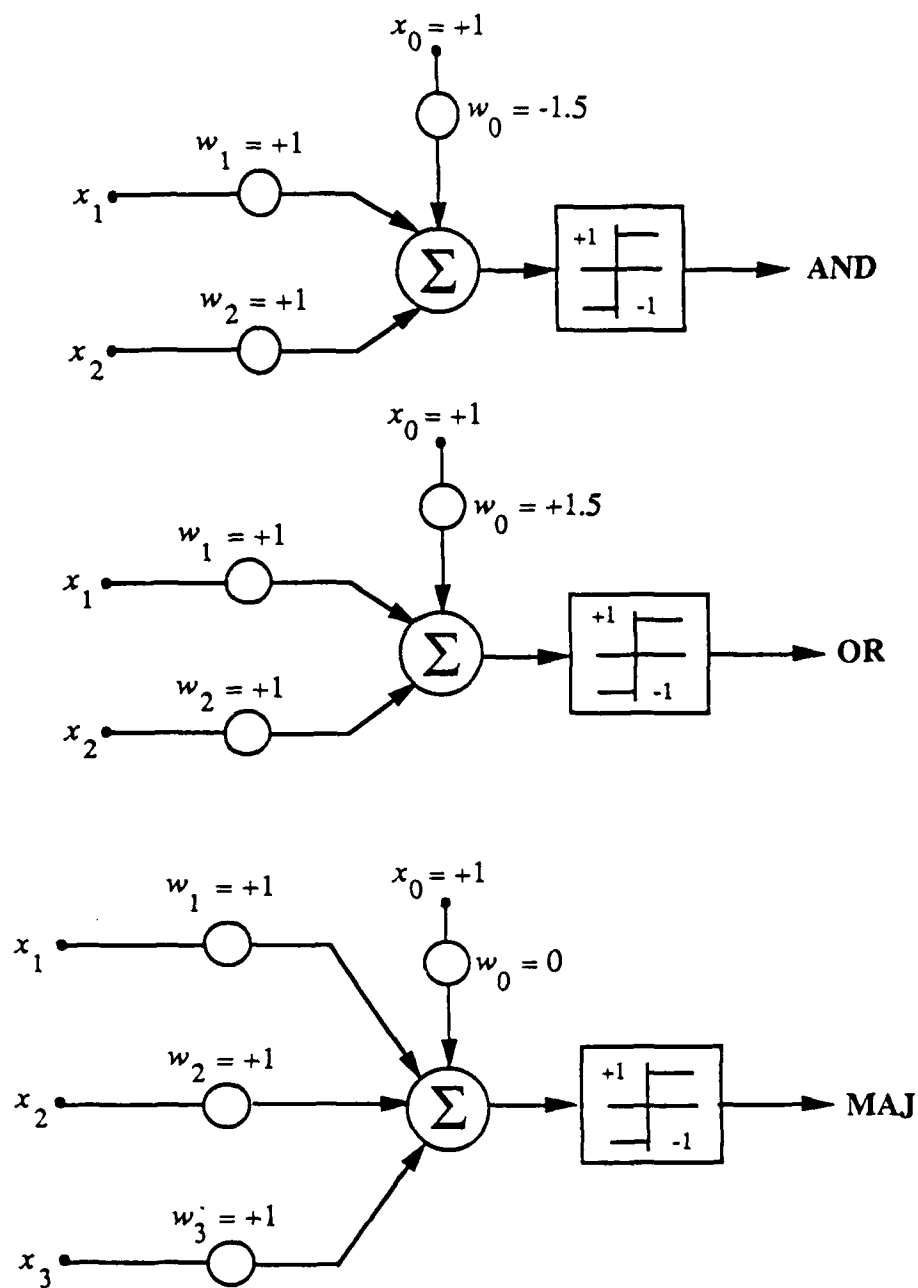 x0 = +1
w0 = -1.5
w1 = +1
x1
w2 = +1
x2
Σ
+1
-1
AND
x0 = +1
w0 = +1.5
w1 = +1
x1
w2 = +1
x2
Σ
+1
-1
OR
x0 = +1
w0 = 0
w1 = +1
x1
w2 = +1
x2
w3 = +1
x3
Σ
+1
-1
MAJ